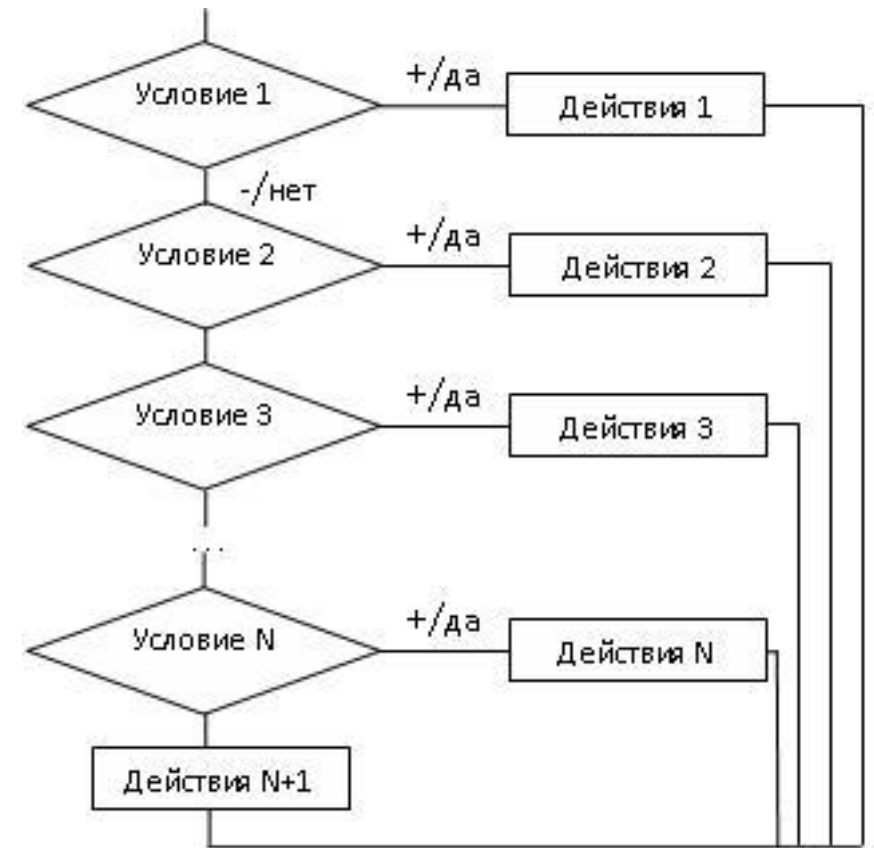 Условие 1
+/да
Действия 1
-/нет
Условие 2
+/да
Действия 2
Условие 3
+/да
Действия 3
...
Условие N
+/да
Действия N
Действия N+1